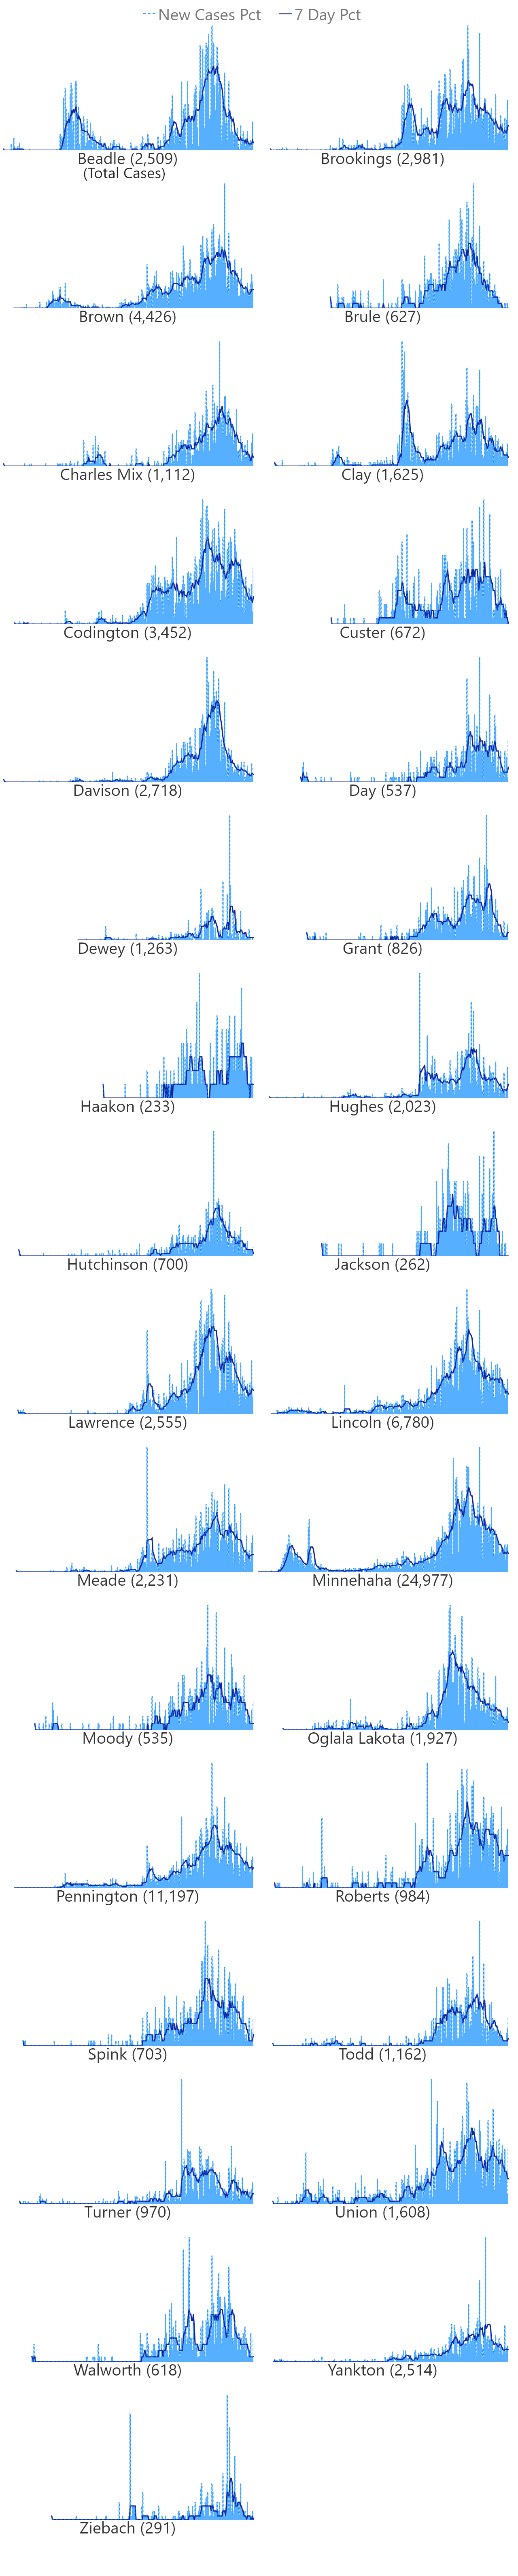 New Cases Pct 7 Day Pct
Beadle (2,509) Brookings (2,981)
(Total Cases)
Brown (4,426) Brule (627)
Charles Mix (1,112) Clay (1,625)
Codington (3,452) Custer (672)
Davison (2,718) Day (537)
Dewey (1,263) Grant (826)
Haakon (233) Hughes (2,023)
Hutchinson (700) Jackson (262)
Lawrence (2,555) Lincoln (6,780)
Meade (2,231) Minnehaha (24,977)
Moody (535) Oglala Lakota (1,927)
Pennington (11,197) Roberts (984)
Spink (703) Todd (1,162)
Turner (970) Union (1,608)
Walworth (618) Yankton (2,514)
Ziebach (291)